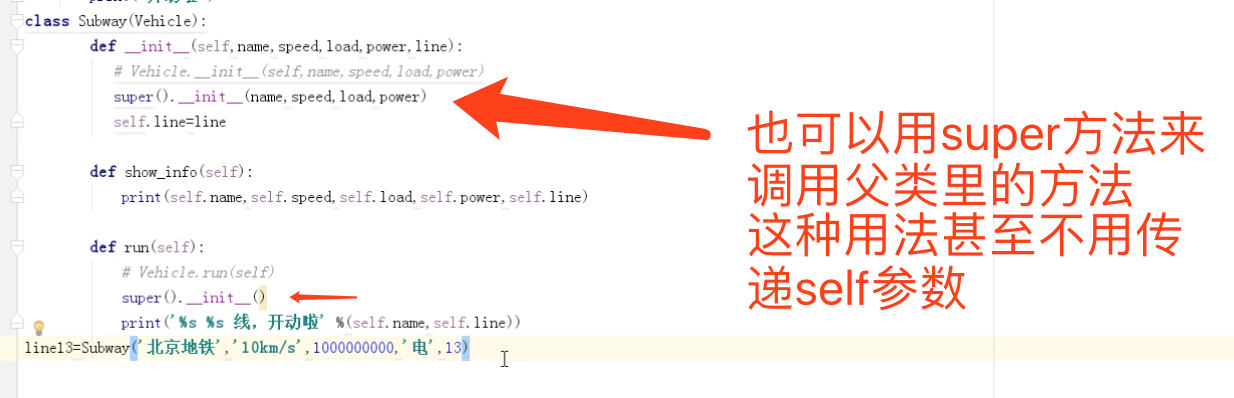 class Subway(Vehicle):
def __init__(self,name,speed,load,power,line):
# Vehicle.__init__(self,name,speed,load,power)
super().__init__(name,speed,load,power)
self.line=line
def show_info(self):
print(self.name,self.speed,self.load,self.power,self.line)
def run(self):
# Vehicle.run(self)
super().__init__()
print('%s %s 线，开动啦' %(self.name,self.line))
line13=Subway('北京地铁','10km/s',1000000000,'电',13)
也可以用super方法来
调用父类里的方法
这种用法甚至不用传
递self参数